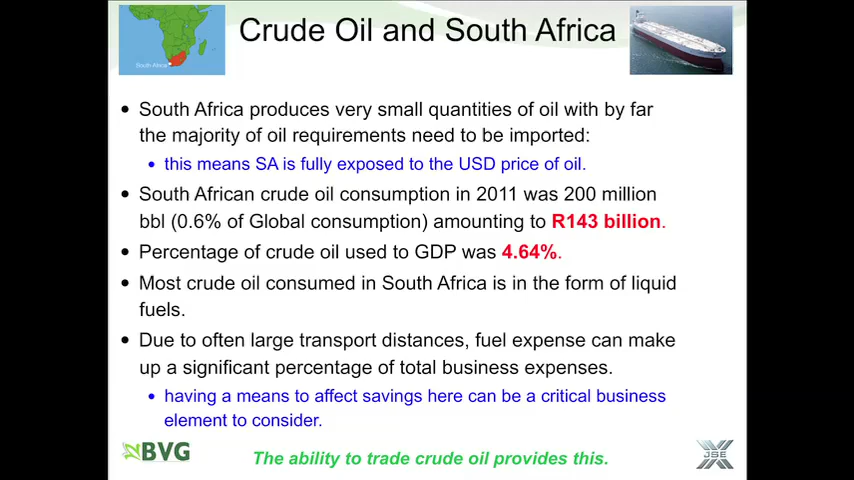 Crude Oil and South Africa
South Africa
• South Africa produces very small quantities of oil with by far
the majority of oil requirements need to be imported:
• this means SA is fully exposed to the USD price of oil.
• South African crude oil consumption in 2011 was 200 million
bbl (0.6% of Global consumption) amounting to R143 billion.
• Percentage of crude oil used to GDP was 4.64%.
• Most crude oil consumed in South Africa is in the form of liquid
fuels.
• Due to often large transport distances, fuel expense can make
up a significant percentage of total business expenses.
• having a means to affect savings here can be a critical business
element to consider.
BVG
The ability to trade crude oil provides this.
JSE